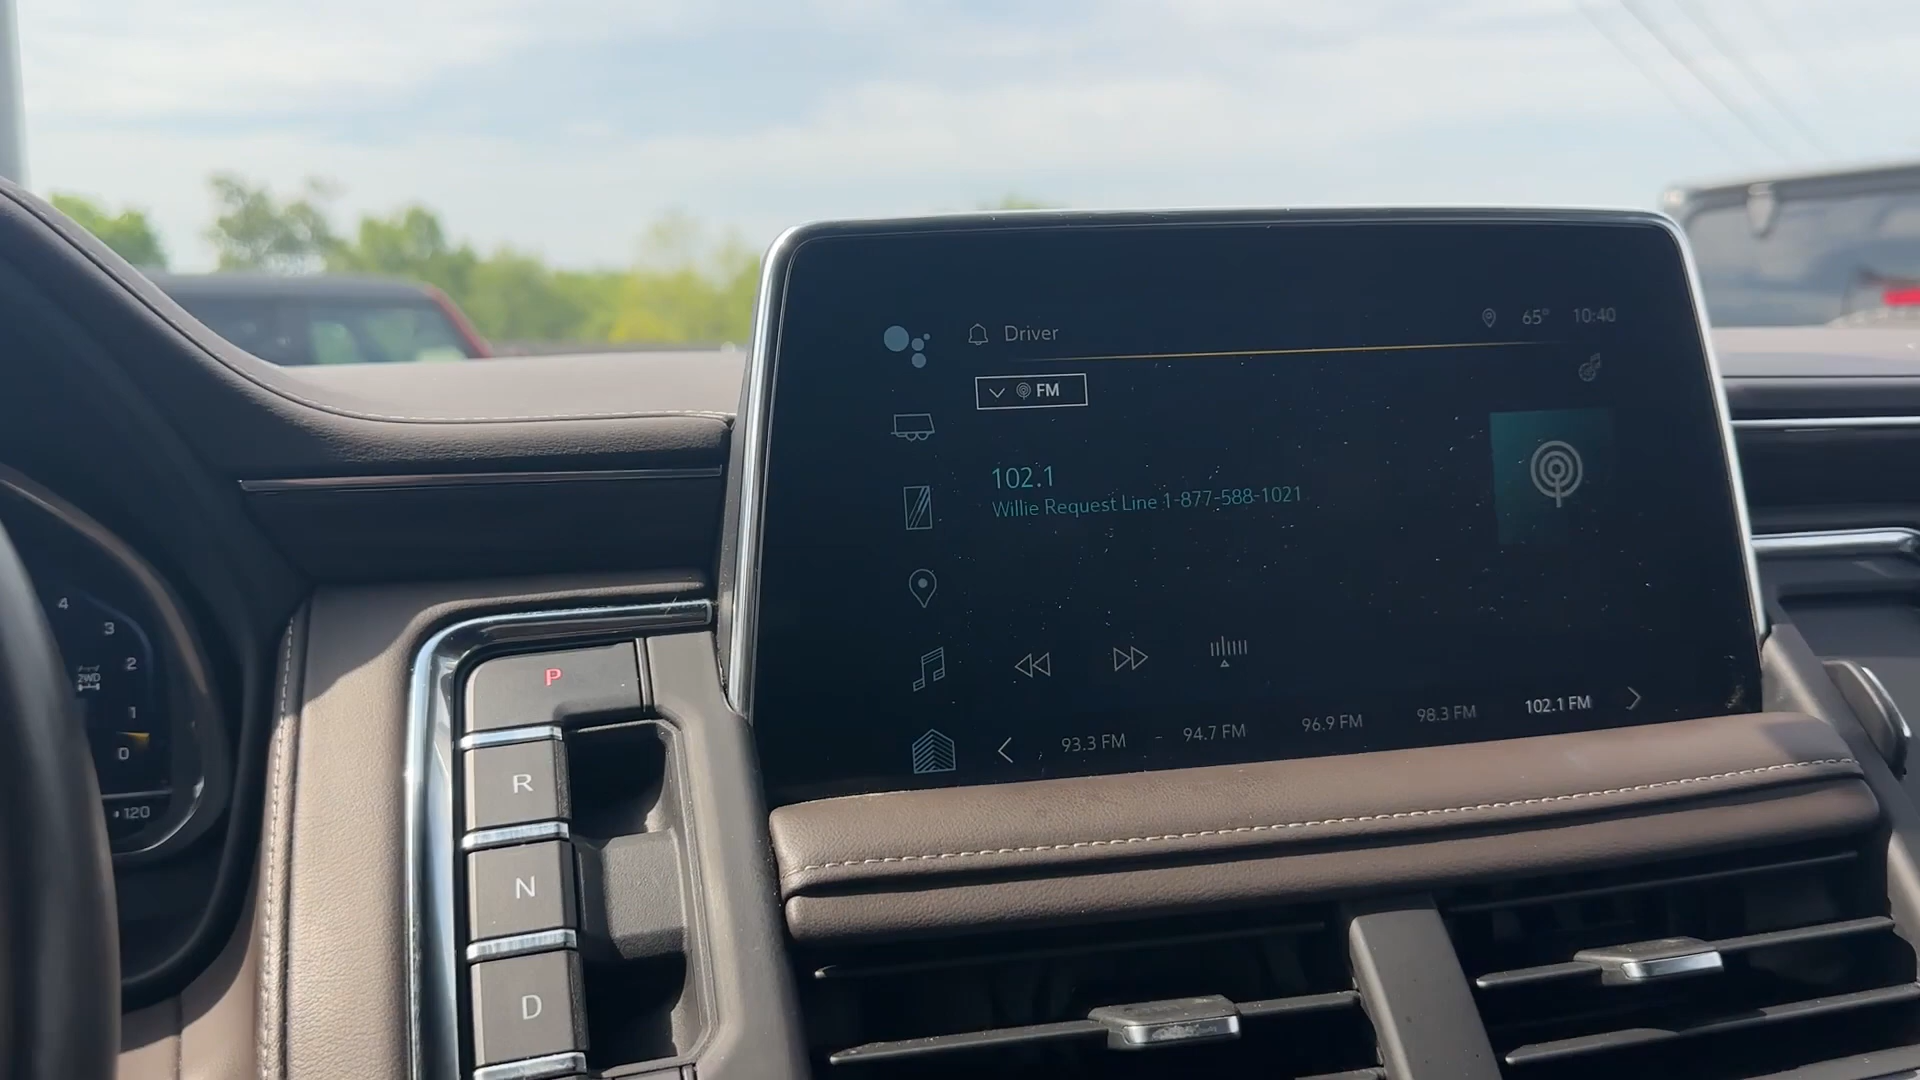 Driver
65° 10:40
FM
102.1
Willie Request Line 1-877-588-1021
93.3 FM - 94.7 FM 96.9 FM 98.3 FM 102.1 FM
P
R
N
D
4
3
2
2WD
1
0
120